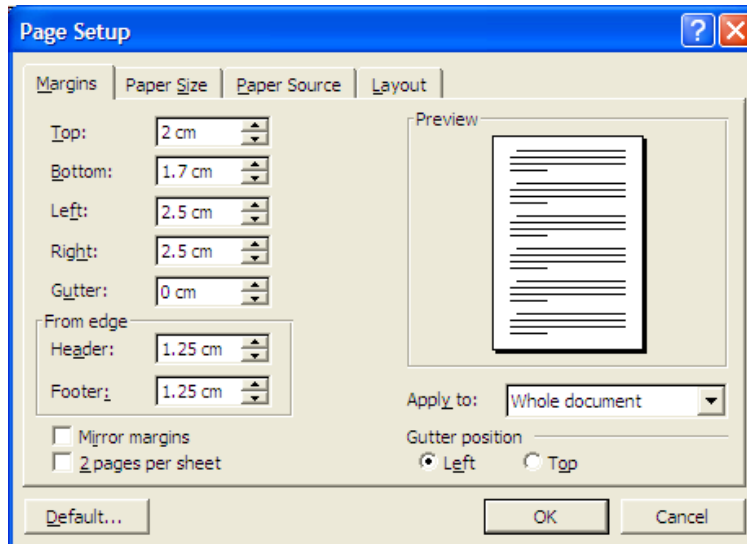 Page Setup
Margins Paper Size Paper Source Layout
Top: 2 cm
Bottom: 1.7 cm
Left: 2.5 cm
Right: 2.5 cm
Gutter: 0 cm
From edge
Header: 1.25 cm
Footer: 1.25 cm
Mirror margins
2 pages per sheet
Preview
Apply to: Whole document
Gutter position
Left Top
Default... OK Cancel